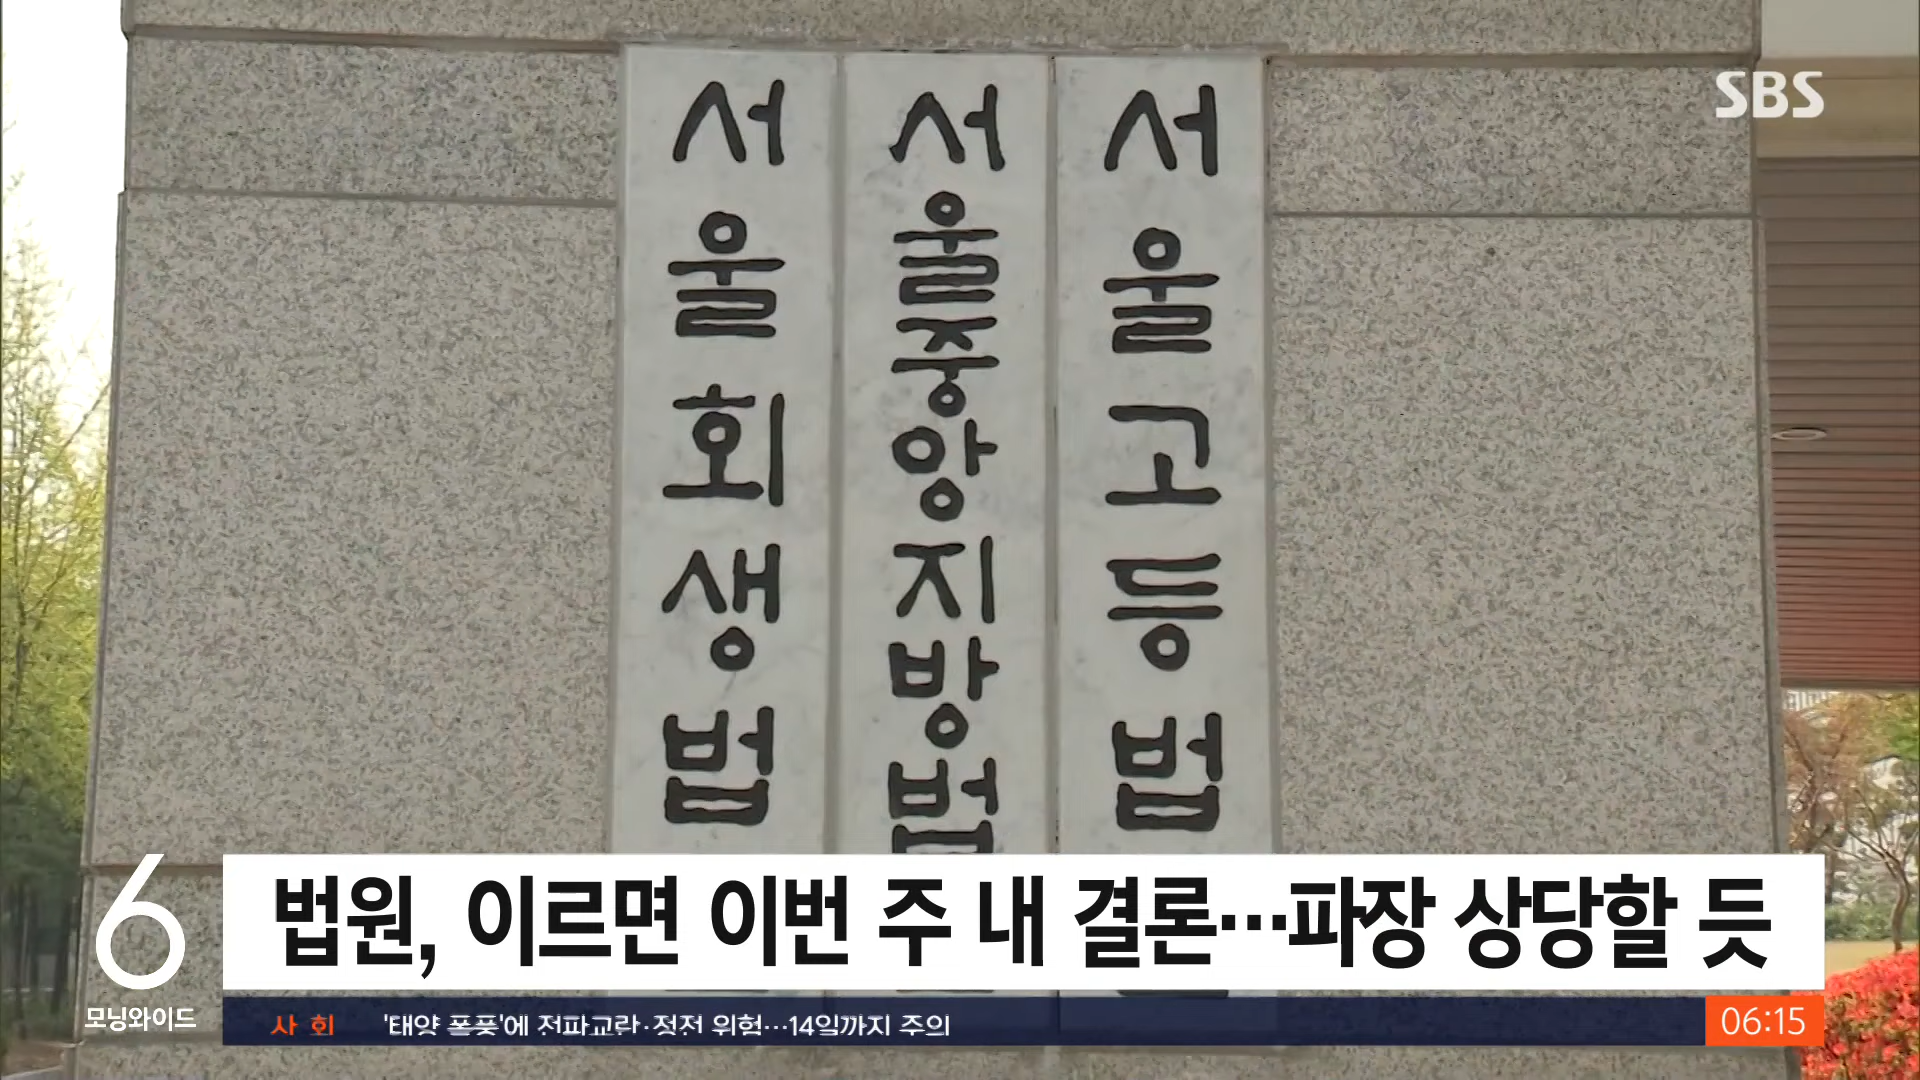 SBS
서울회생법
서울중앙지방법
서울고등법
법원, 이르면 이번 주 내 결론…파장 상당할 듯
6
모닝와이드
사회 '태양 폭풍'에 전파교란·정전 위험…14일까지 주의
06:15